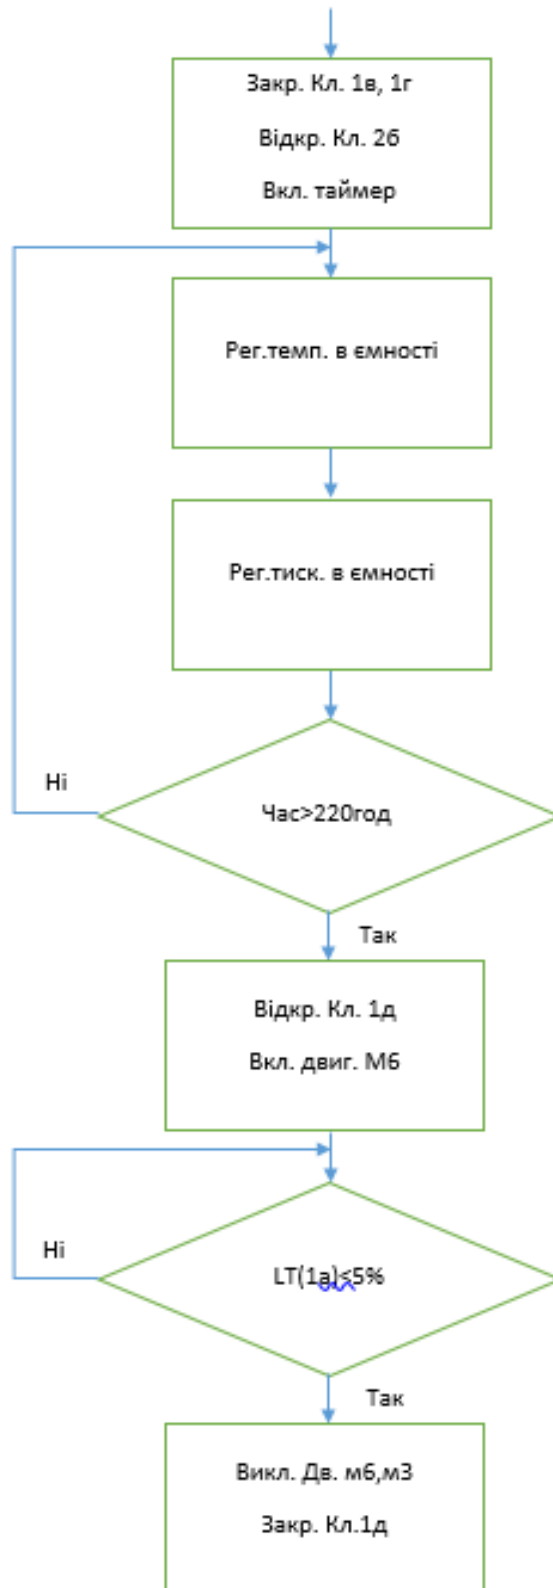 Закр. Кл. 1в, 1г
Відкр. Кл. 2б
Вкл. таймер
Рег.темп. в ємності
Рег.тиск. в ємності
Ні
Час>220год
Так
Відкр. Кл. 1д
Вкл. двиг. М6
Ні
LT(1а)<5%
Так
Викл. Дв. м6,м3
Закр. Кл.1д